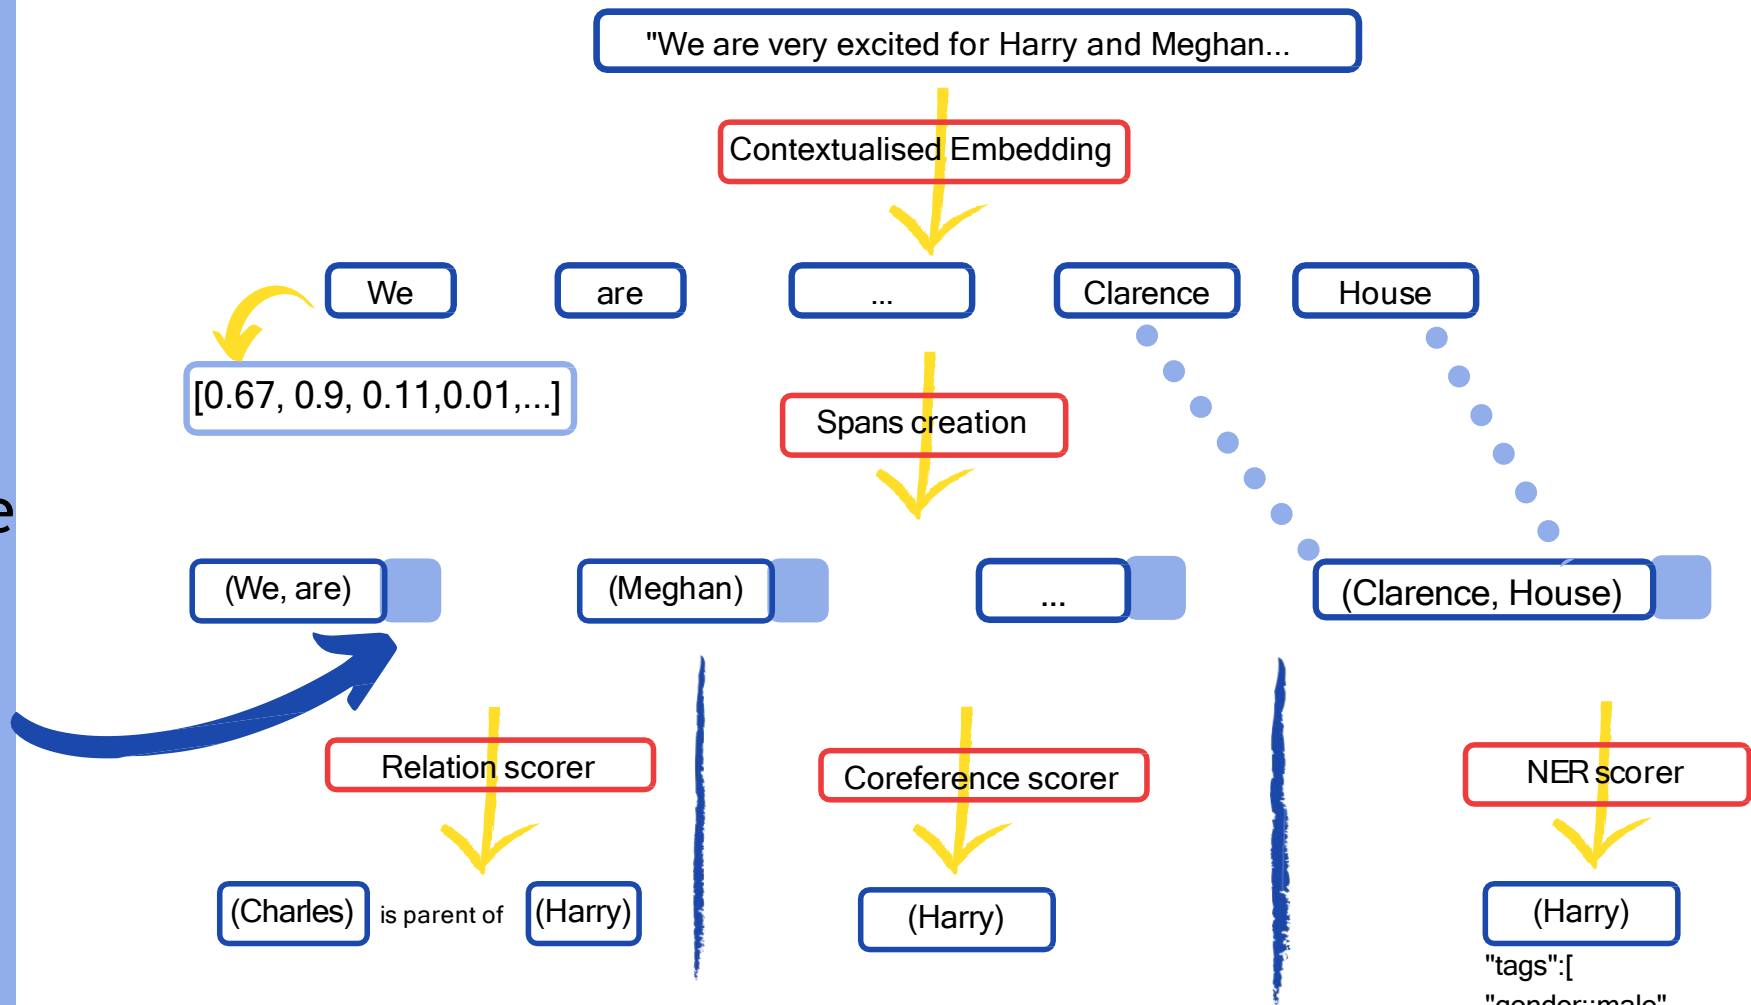 "We are very excited for Harry and Meghan...
Contextualised Embedding
We are ... Clarence House
[0.67, 0.9, 0.11,0.01,...]
Spans creation
e
(We, are) (Meghan) ... (Clarence, House)
Relation scorer Coreference scorer NER scorer
(Charles) is parent of (Harry) (Harry) (Harry)
"tags":[
"gender::male"